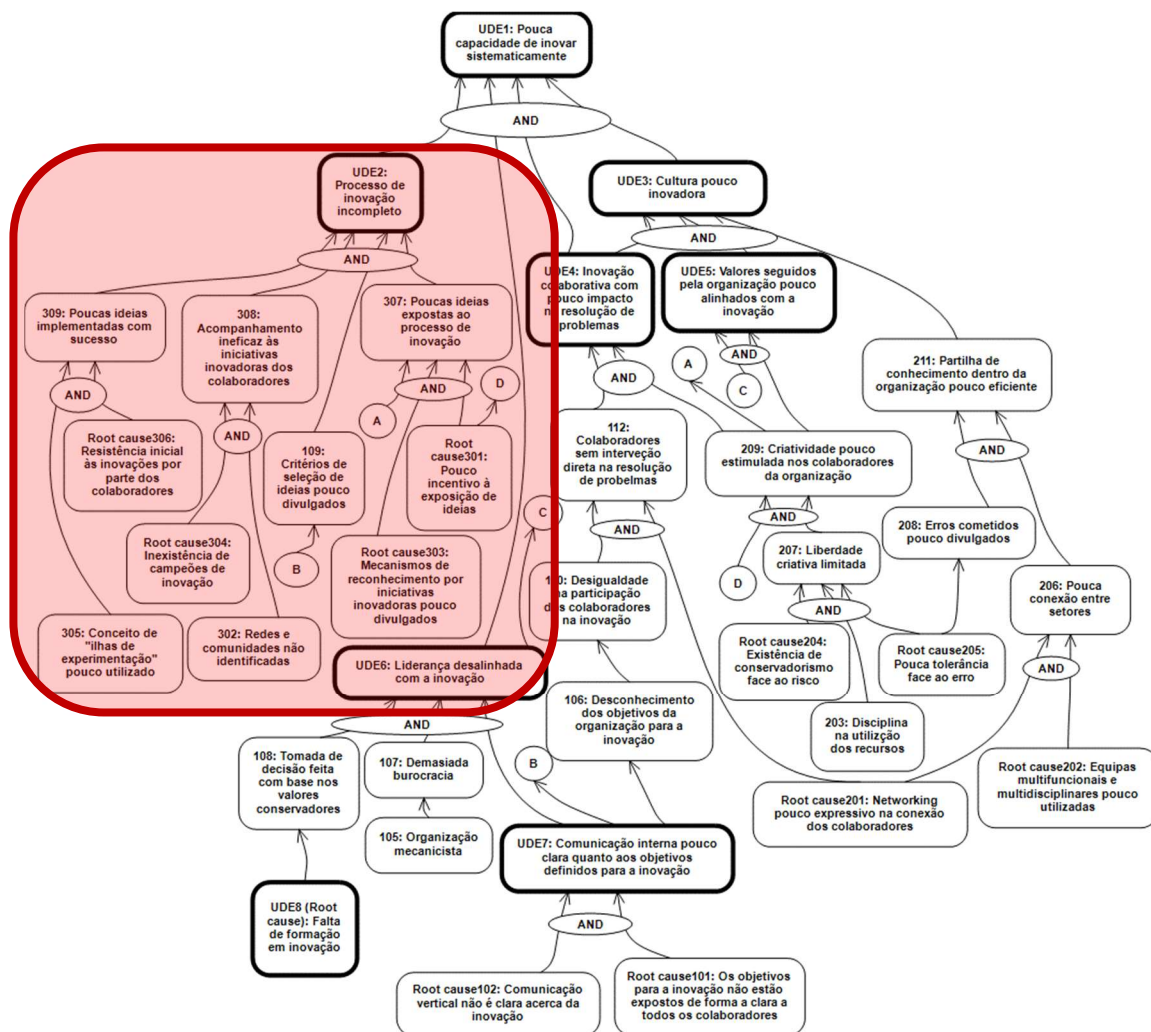 UDE1: Pouca
capacidade de inovar
sistematicamente
AND
UDE2:
Processo de
inovação
incompleto
UDE3: Cultura pouco
inovadora
AND
AND
309: Poucas ideias
implementadas com
sucesso
308:
Acompanhamento
ineficaz às
iniciativas
inovadoras dos
colaboradores
307: Poucas ideias
expostas ao
processo de
inovação
UDE4: Inovação
colaborativa com
pouco impacto
na resolução de
problemas
UDE5: Valores seguidos
pela organização pouco
alinhados com a
inovação
AND
AND
D
A
AND
A
C
AND
211: Partilha de
conhecimento dentro da
organização pouco eficiente
Root cause306:
Resistência inicial
às inovações por
parte dos
colaboradores
AND
109:
Critérios de
seleção de
ideias pouco
divulgados
Root
cause301:
Pouco
incentivo à
exposição de
ideias
112:
Colaboradores
sem interveção
direta na resolução
de probelmas
209: Criatividade pouco
estimulada nos colaboradores
da organização
AND
C
Root cause304:
Inexistência de
campeões de
inovação
B
Root cause303:
Mecanismos de
reconhecimento por
iniciativas
inovadoras pouco
divulgados
AND
AND
208: Erros cometidos
pouco divulgados
207: Liberdade
criativa limitada
D
110: Desigualdade
na participação
dos colaboradores
na inovação
206: Pouca
conexão entre
setores
AND
305: Conceito de
"ilhas de
experimentação"
pouco utilizado
302: Redes e
comunidades não
identificadas
UDE6: Liderança desalinhada
com a inovação
Root cause204:
Existência de
conservadorismo
face ao risco
Root cause205:
Pouca tolerância
face ao erro
AND
106: Desconhecimento
dos objetivos da
organização para a
inovação
203: Disciplina
na utilizção
dos recursos
AND
108: Tomada de
decisão feita
com base nos
valores
conservadores
107: Demasiada
burocracia
B
Root cause201: Networking
pouco expressivo na conexão
dos colaboradores
Root cause202: Equipas
multifuncionais e
multidisciplinares pouco
utilizadas
105: Organização
mecanicista
UDE7: Comunicação interna pouco
clara quanto aos objetivos
definidos para a inovação
UDE8 (Root
cause): Falta
de formação
em inovação
AND
Root cause102: Comunicação
vertical não é clara acerca da
inovação
Root cause101: Os objetivos
para a inovação não estão
expostos de forma a clara a
todos os colaboradores